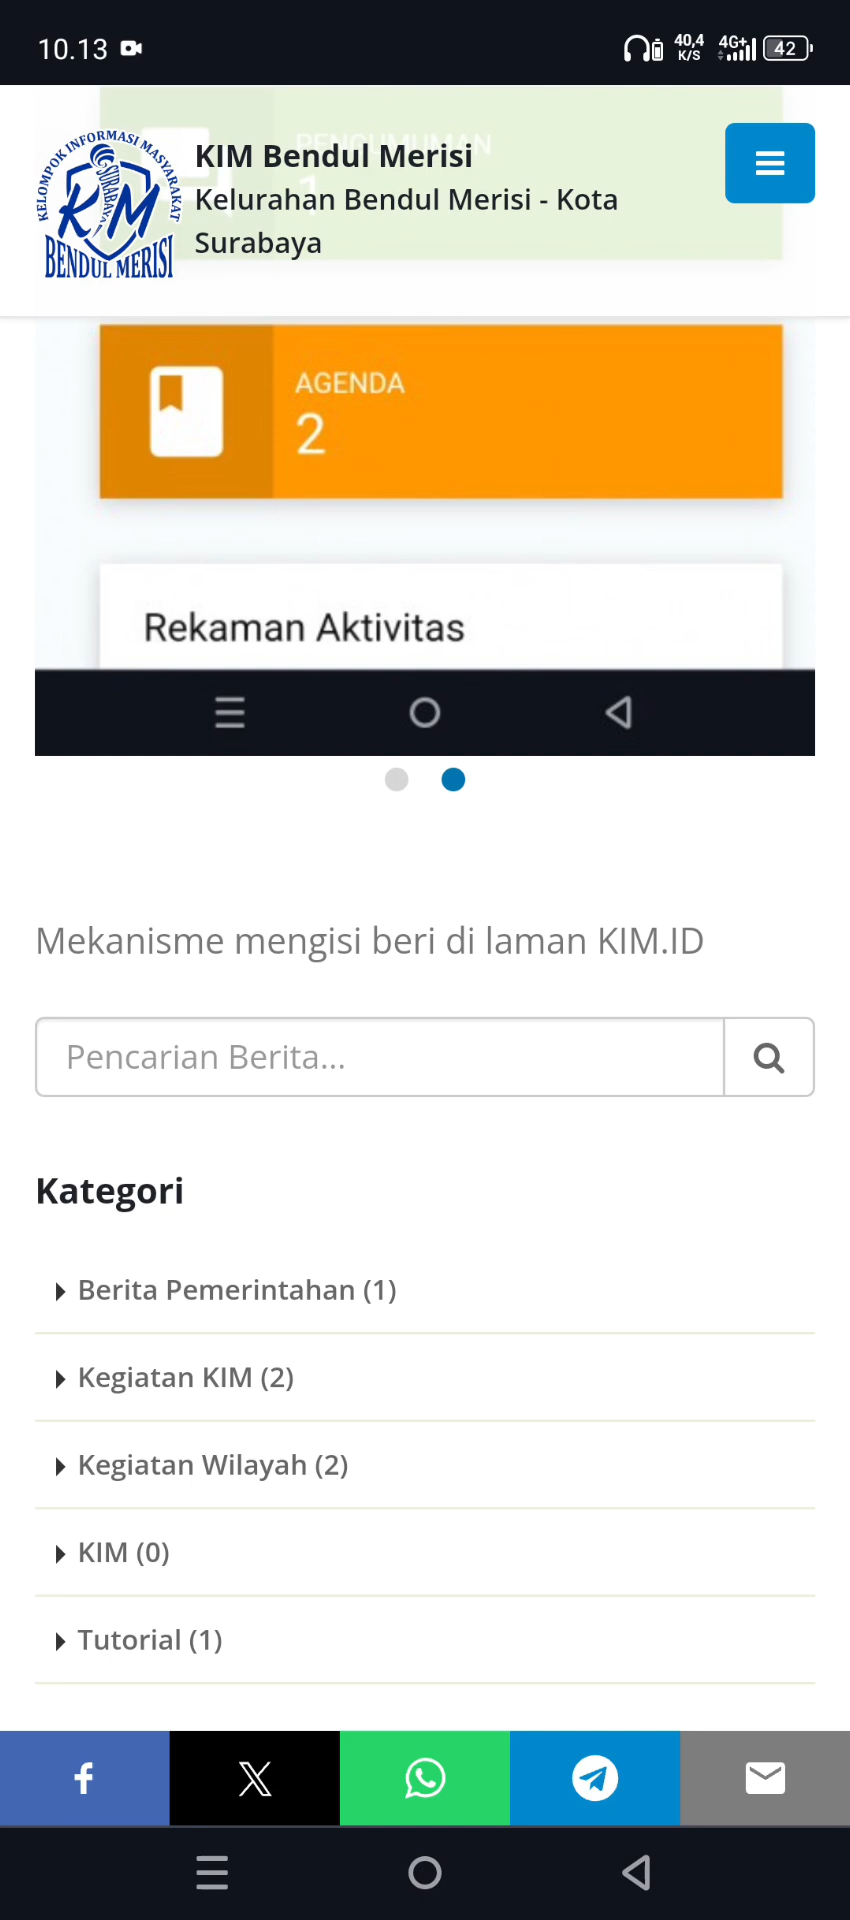 10.13
40,4
K/S
4G+
42
PENGUMUMAN
1
KELOMPOK INFORMASI MASYARAKAT
SURABAYA
KIM
BENDUL MERISI
KIM Bendul Merisi
Kelurahan Bendul Merisi - Kota
Surabaya
AGENDA
2
Rekaman Aktivitas
Mekanisme mengisi beri di laman KIM.ID
Pencarian Berita...
Kategori
Berita Pemerintahan (1)
Kegiatan KIM (2)
Kegiatan Wilayah (2)
KIM (0)
Tutorial (1)